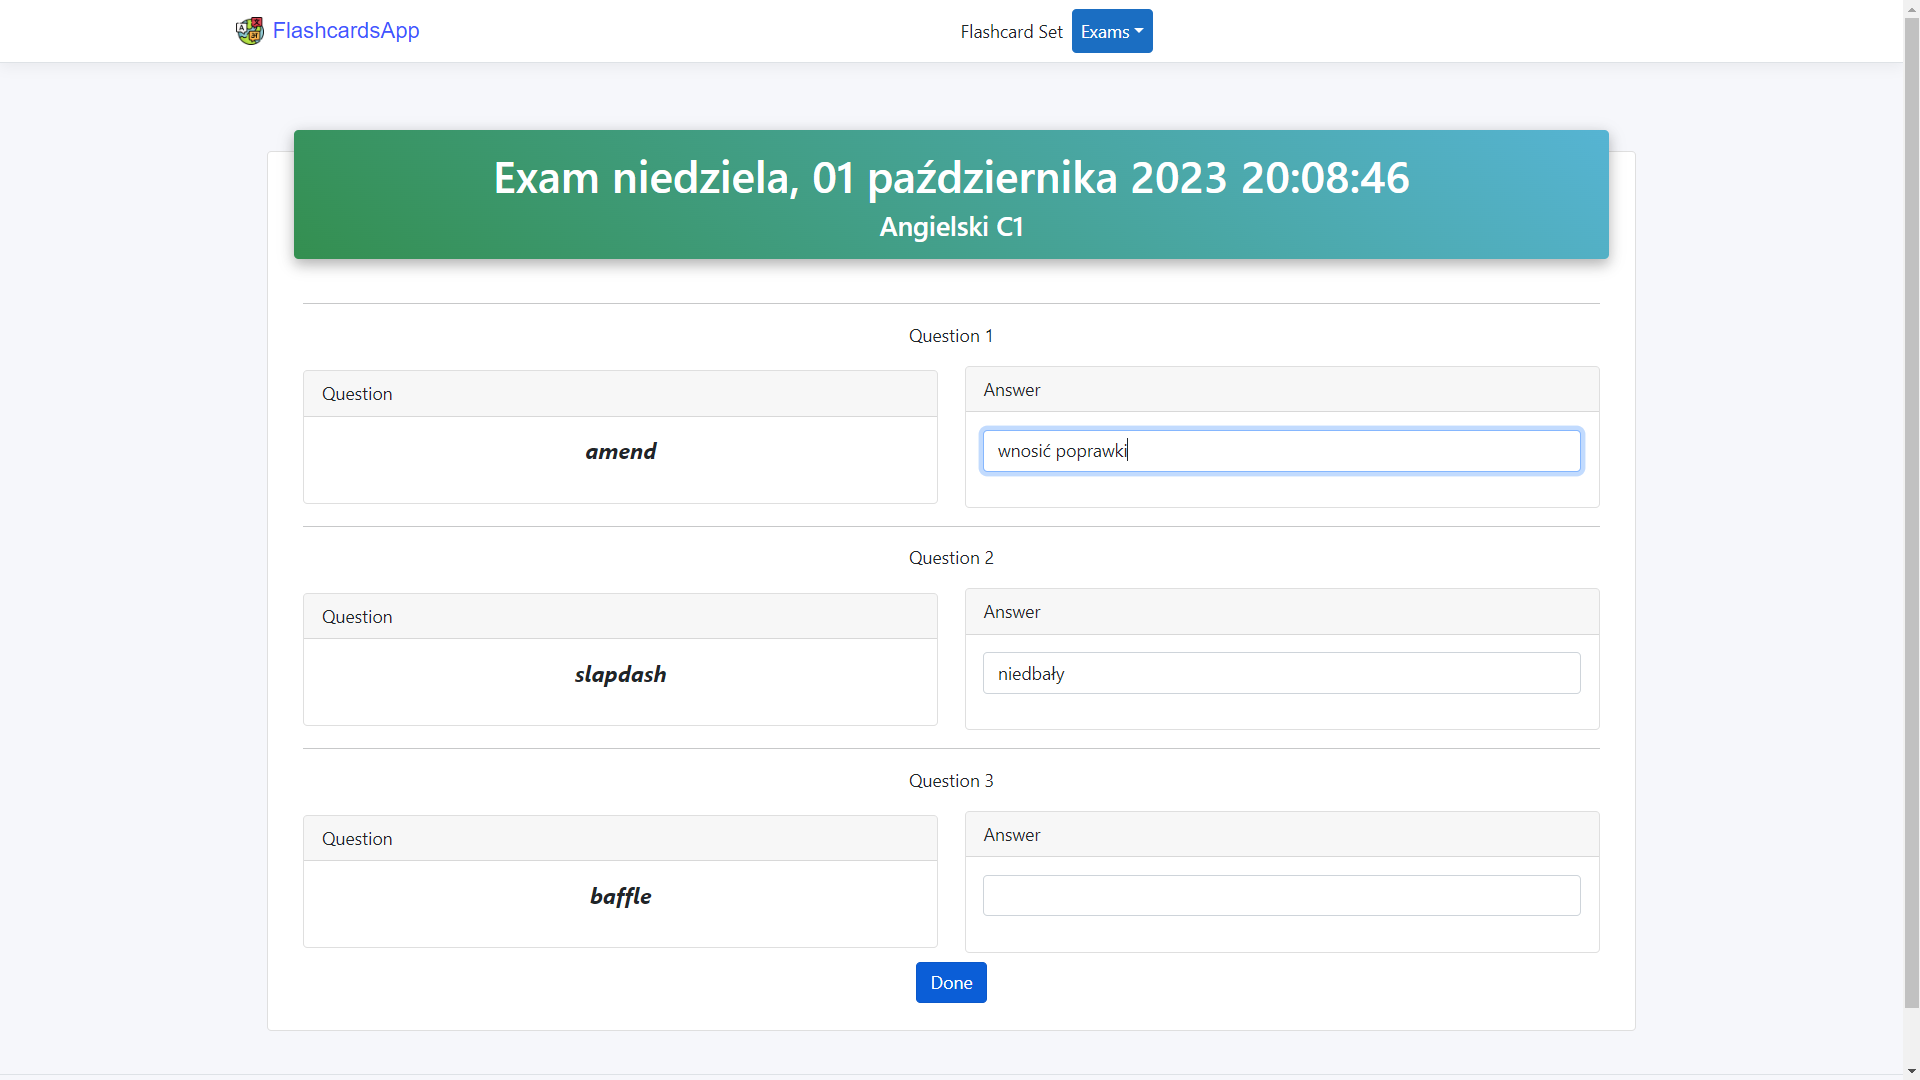 FlashcardsApp
Flashcard Set
Exams
Exam niedziela, 01 października 2023 20:08:46
Angielski C1
Question 1
Question
Answer
amend
wnosić poprawki
Question 2
Question
Answer
slapdash
niedbały
Question 3
Question
Answer
baffle
Done